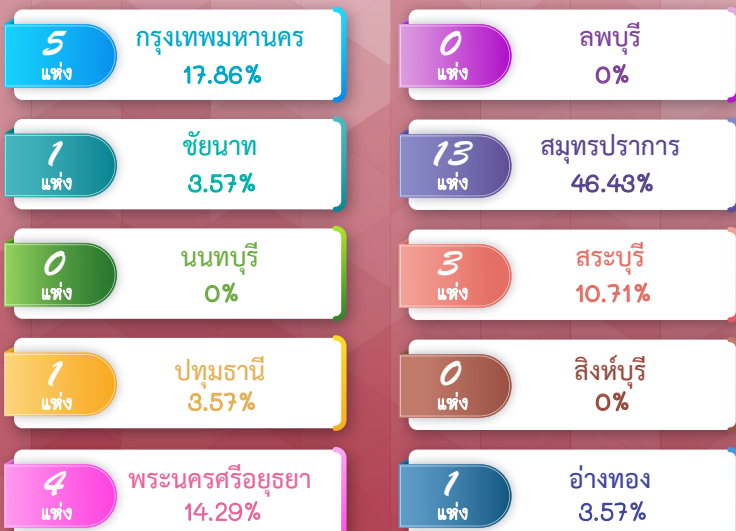 5
แห่ง
กรุงเทพมหานคร
17.86%
1
แห่ง
ชัยนาท
3.57%
0
แห่ง
นนทบุรี
0%
1
แห่ง
ปทุมธานี
3.57%
4
แห่ง
พระนครศรีอยุธยา
14.29%
0
แห่ง
ลพบุรี
0%
13
แห่ง
สมุทรปราการ
46.43%
3
แห่ง
สระบุรี
10.71%
0
แห่ง
สิงห์บุรี
0%
1
แห่ง
อ่างทอง
3.57%